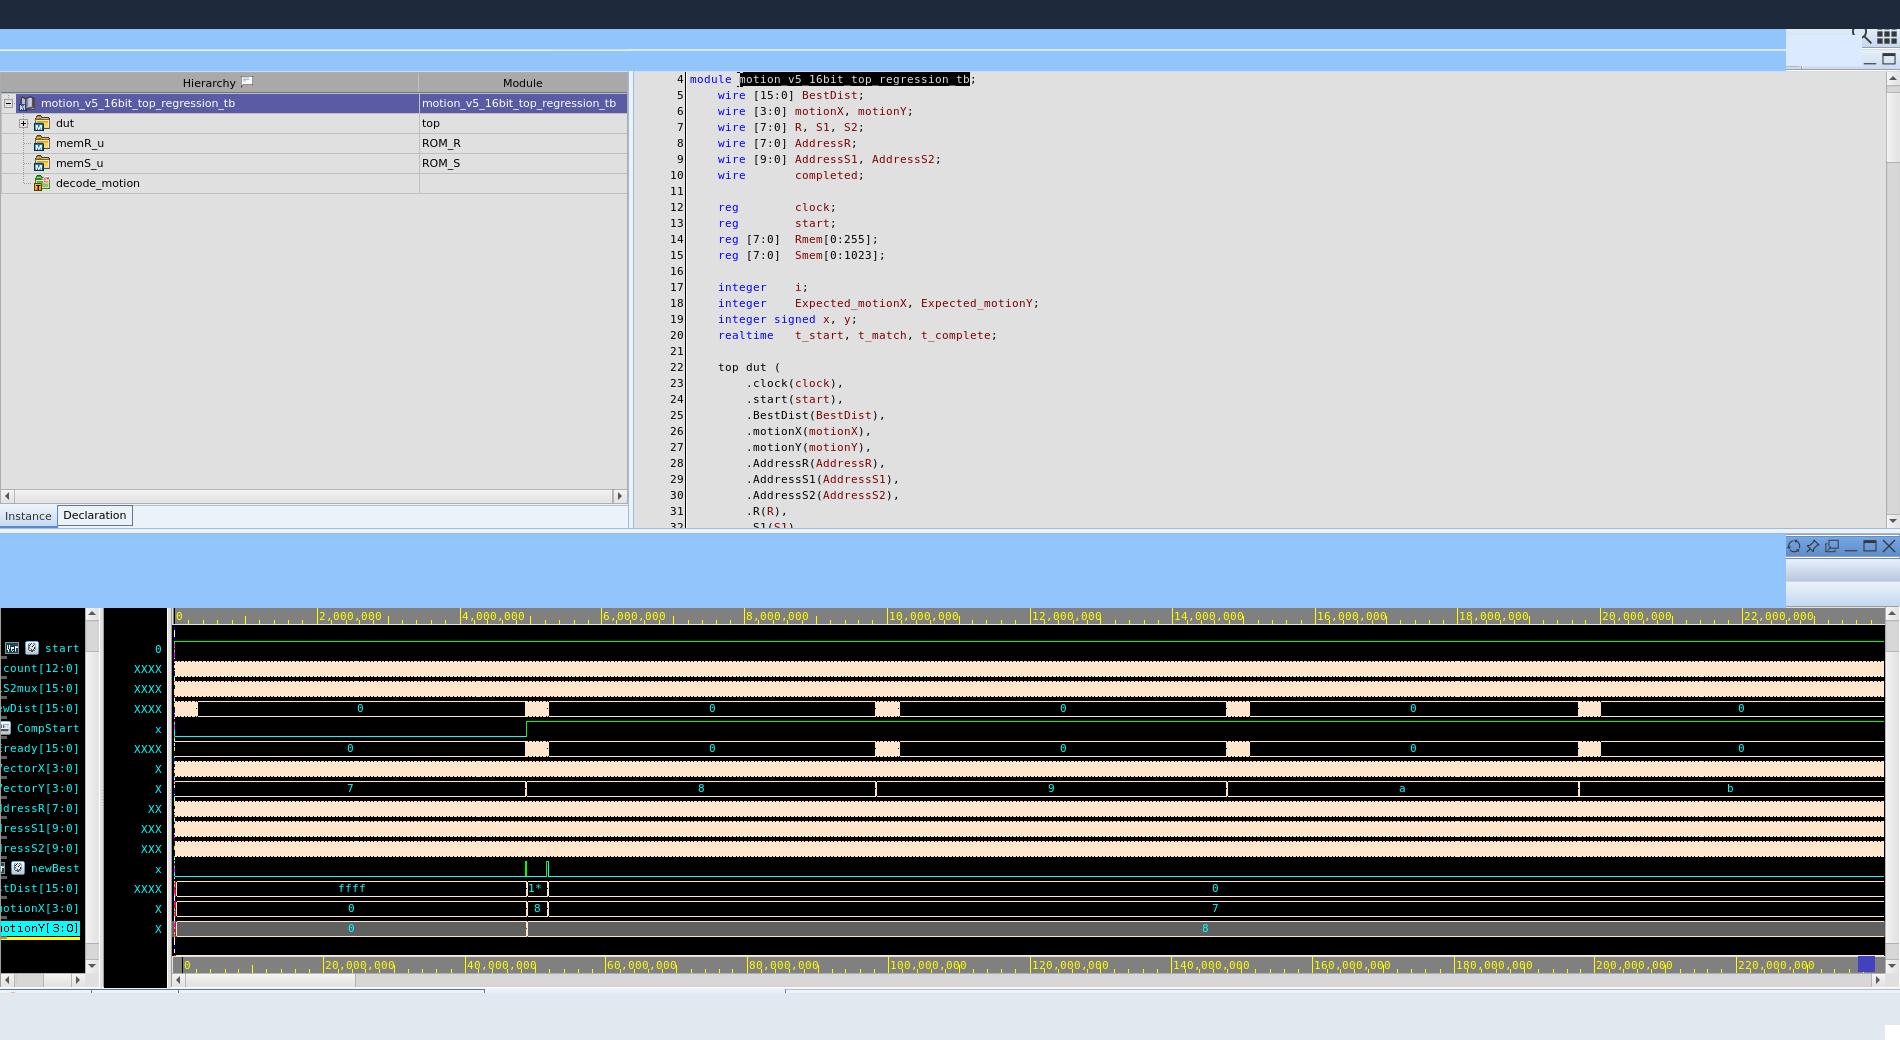 Hierarchy Module
motion_v5_16bit_top_regression_tb motion_v5_16bit_top_regression_tb
dut top
memR_u ROM_R
memS_u ROM_S
decode_motion
Instance Declaration
4 module motion_v5_16bit_top_regression_tb;
5 wire [15:0] BestDist;
6 wire [3:0] motionX, motionY;
7 wire [7:0] R, S1, S2;
8 wire [7:0] AddressR;
9 wire [9:0] AddressS1, AddressS2;
10 wire completed;
11
12 reg clock;
13 reg start;
14 reg [7:0] Rmem[0:255];
15 reg [7:0] Smem[0:1023];
16
17 integer i;
18 integer Expected_motionX, Expected_motionY;
19 integer signed x, y;
20 realtime t_start, t_match, t_complete;
21
22 top dut (
23 .clock(clock),
24 .start(start),
25 .BestDist(BestDist),
26 .motionX(motionX),
27 .motionY(motionY),
28 .AddressR(AddressR),
29 .AddressS1(AddressS1),
30 .AddressS2(AddressS2),
31 .R(R),
32 .S1(S1)
0 2,000,000 4,000,000 6,000,000 8,000,000 10,000,000 12,000,000 14,000,000 16,000,000 18,000,000 20,000,000 22,000,000
start 0
count[12:0] XXXX
S2mux[15:0] XXXX
wDist[15:0] XXXX 0 0 0 0 0
CompStart x
ready[15:0] XXXX 0 0 0 0 0
ectorX[3:0] X
ectorY[3:0] X 7 8 9 a b
dressR[7:0] XX
ressS1[9:0] XXX
ressS2[9:0] XXX
newBest x
tDist[15:0] XXXX ffff 1* 0
otionX[3:0] X 0 8 7
otionY[3:0] X 0 8
0 20,000,000 40,000,000 60,000,000 80,000,000 100,000,000 120,000,000 140,000,000 160,000,000 180,000,000 200,000,000 220,000,000